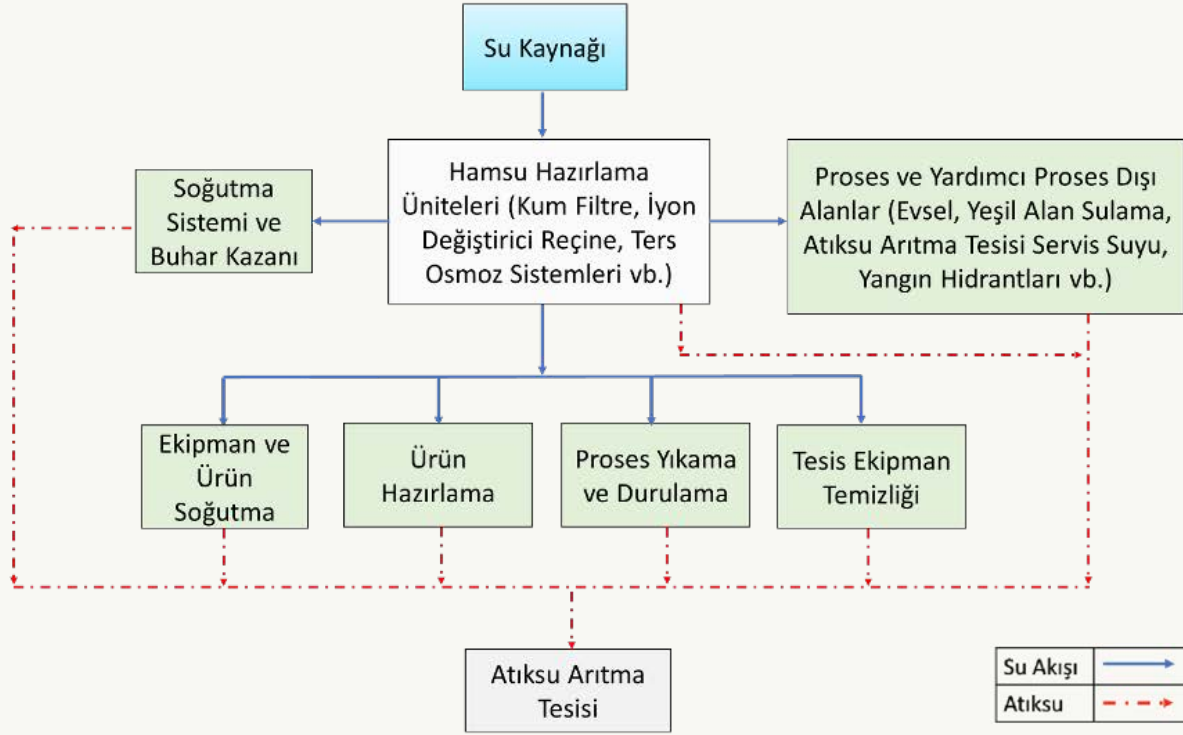 Su Kaynağı
Hamsu Hazırlama
Üniteleri (Kum Filtre, İyon
Değiştirici Reçine, Ters
Osmoz Sistemleri vb.)
Soğutma
Sistemi ve
Buhar Kazanı
Proses ve Yardımcı Proses Dışı
Alanlar (Evsel, Yeşil Alan Sulama,
Atıksu Arıtma Tesisi Servis Suyu,
Yangın Hidrantları vb.)
Ekipman ve
Ürün
Soğutma
Ürün
Hazırlama
Proses Yıkama
ve Durulama
Tesis Ekipman
Temizliği
Atıksu Arıtma
Tesisi
Su Akışı
Atıksu